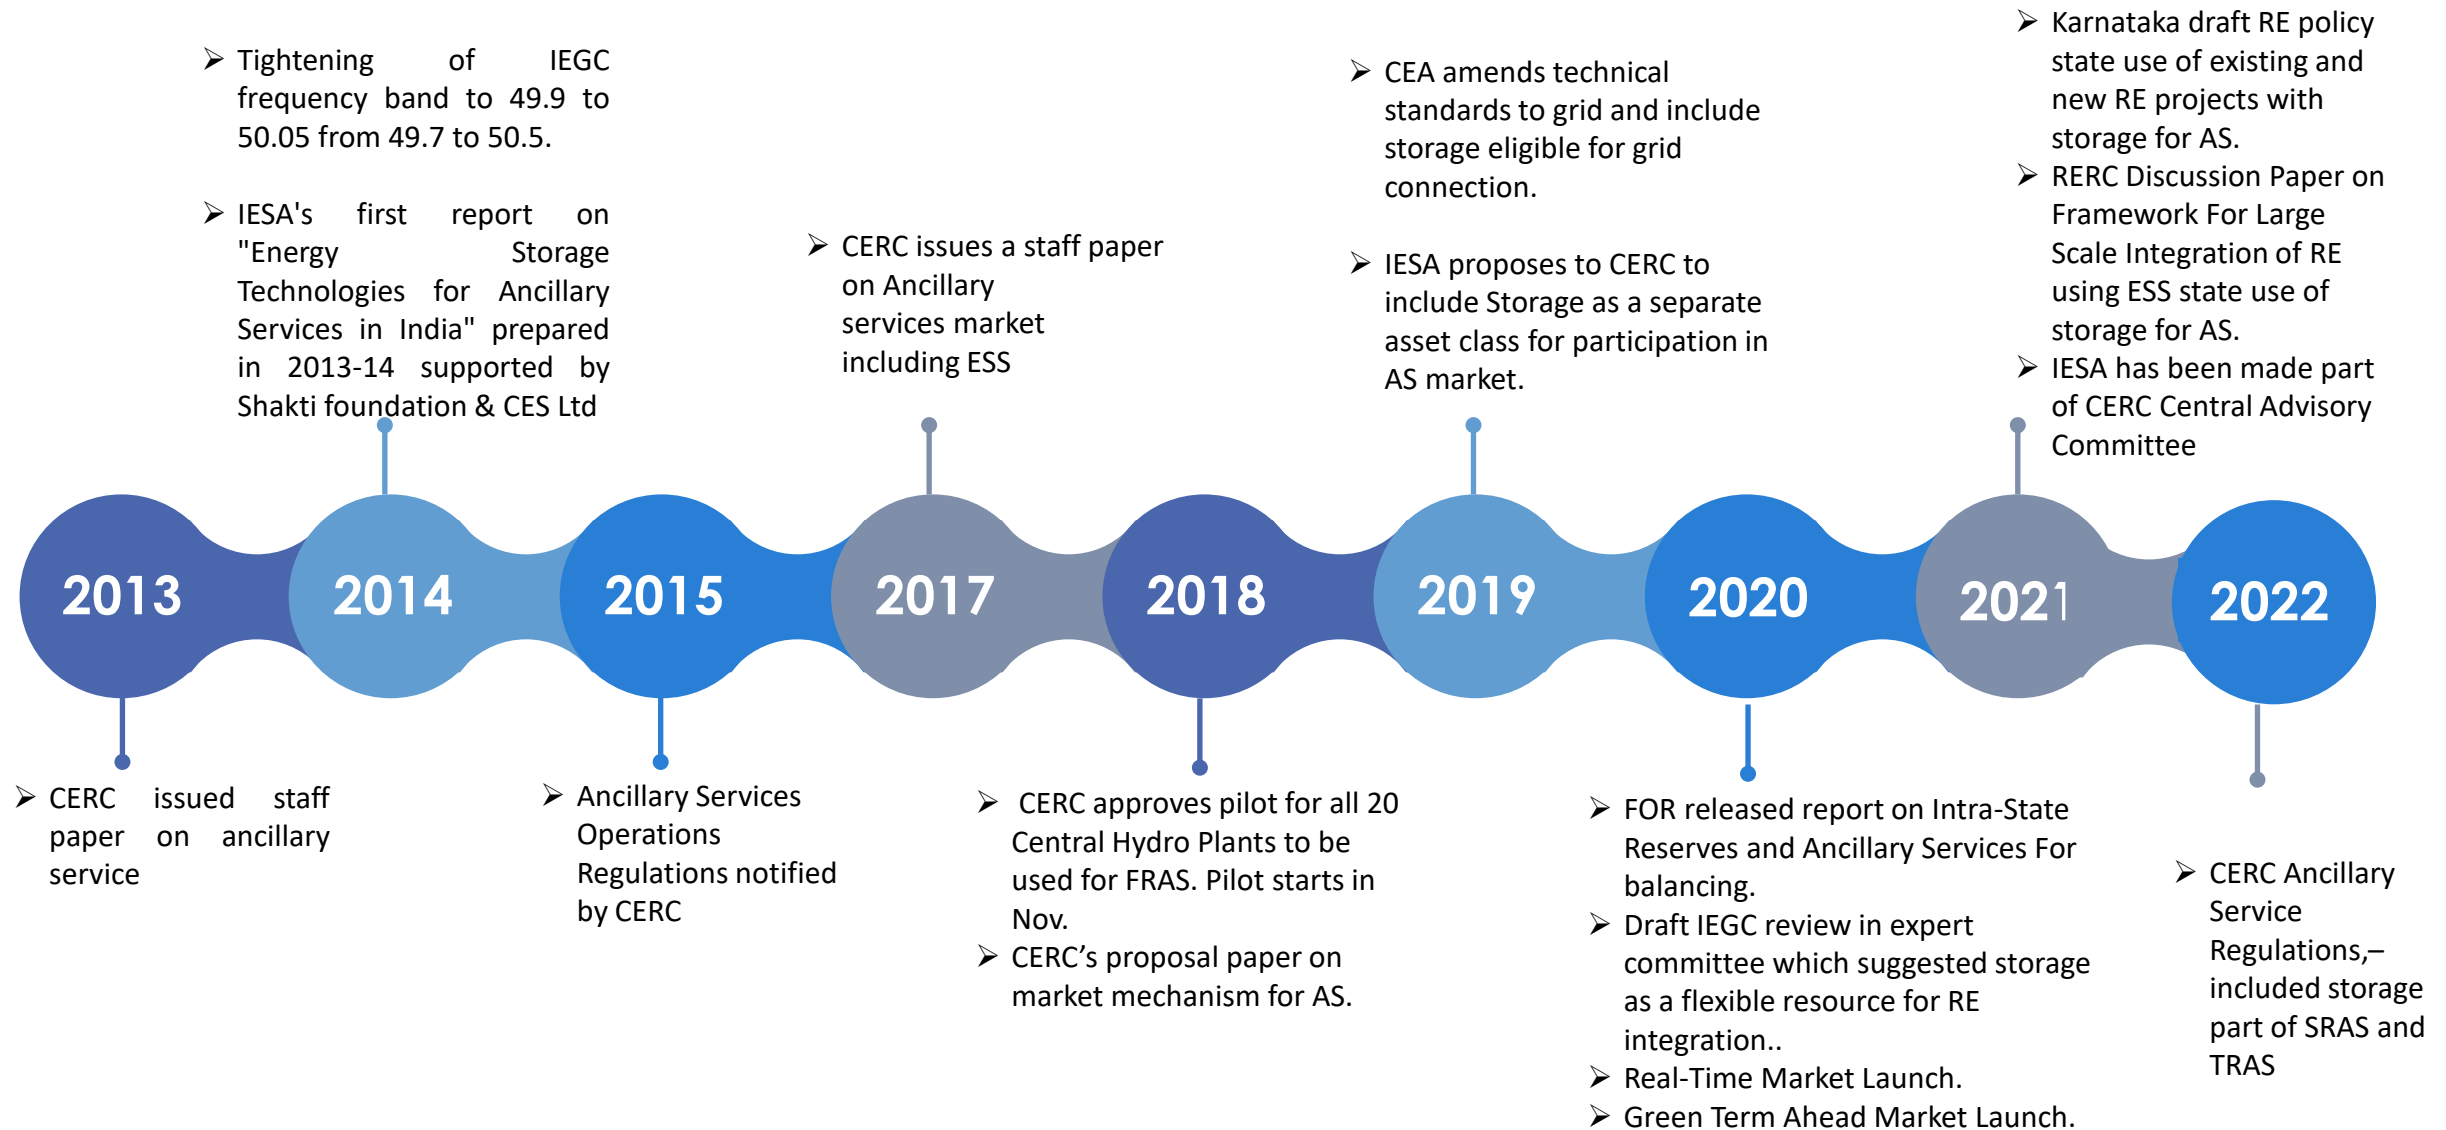 Tightening of IEGC
frequency band to 49.9 to
50.05 from 49.7 to 50.5.
IESA's first report on
"Energy Storage
Technologies for Ancillary
Services in India" prepared
in 2013-14 supported by
Shakti foundation & CES Ltd
CERC issues a staff paper
on Ancillary
services market
including ESS
CEA amends technical
standards to grid and include
storage eligible for grid
connection.
IESA proposes to CERC to
include Storage as a separate
asset class for participation in
AS market.
Karnataka draft RE policy
state use of existing and
new RE projects with
storage for AS.
RERC Discussion Paper on
Framework For Large
Scale Integration of RE
using ESS state use of
storage for AS.
IESA has been made part
of CERC Central Advisory
Committee
2013
2014
2015
2017
2018
2019
2020
2021
2022
CERC issued staff
paper on ancillary
service
Ancillary Services
Operations
Regulations notified
by CERC
CERC approves pilot for all 20
Central Hydro Plants to be
used for FRAS. Pilot starts in
Nov.
CERC’s proposal paper on
market mechanism for AS.
FOR released report on Intra-State
Reserves and Ancillary Services For
balancing.
Draft IEGC review in expert
committee which suggested storage
as a flexible resource for RE
integration..
Real-Time Market Launch.
Green Term Ahead Market Launch.
CERC Ancillary
Service
Regulations,–
included storage
part of SRAS and
TRAS